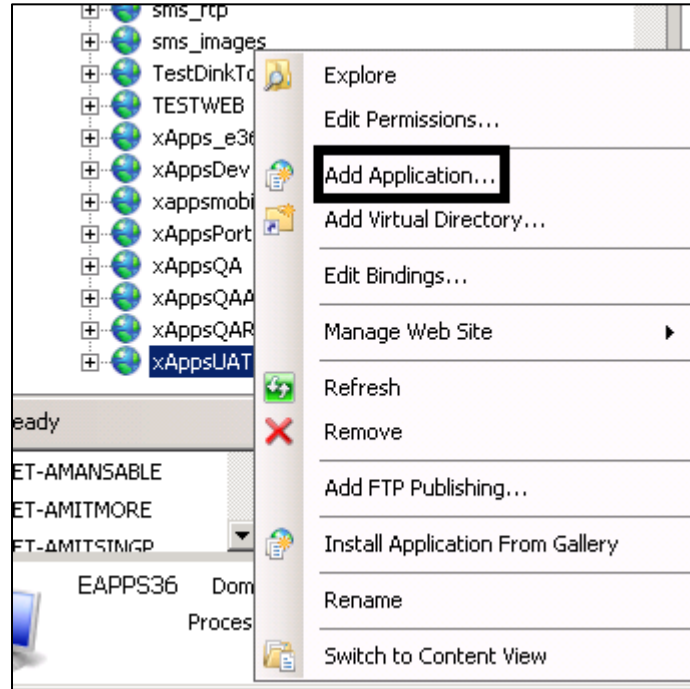 sms_rtp
sms_images
TestDinkTo
TESTWEB
xApps_e36
xAppsDev
xappsmobi
xAppsPort
xAppsQA
xAppsQAA
xAppsQAR
xAppsUAT
Explore
Edit Permissions...
Add Application...
Add Virtual Directory...
Edit Bindings...
Manage Web Site
Refresh
Remove
Add FTP Publishing...
Install Application From Gallery
Rename
Switch to Content View
eady
ET-AMANSABLE
ET-AMITMORE
ET-AMITSINGP
EAPPS36 Dom
Proces